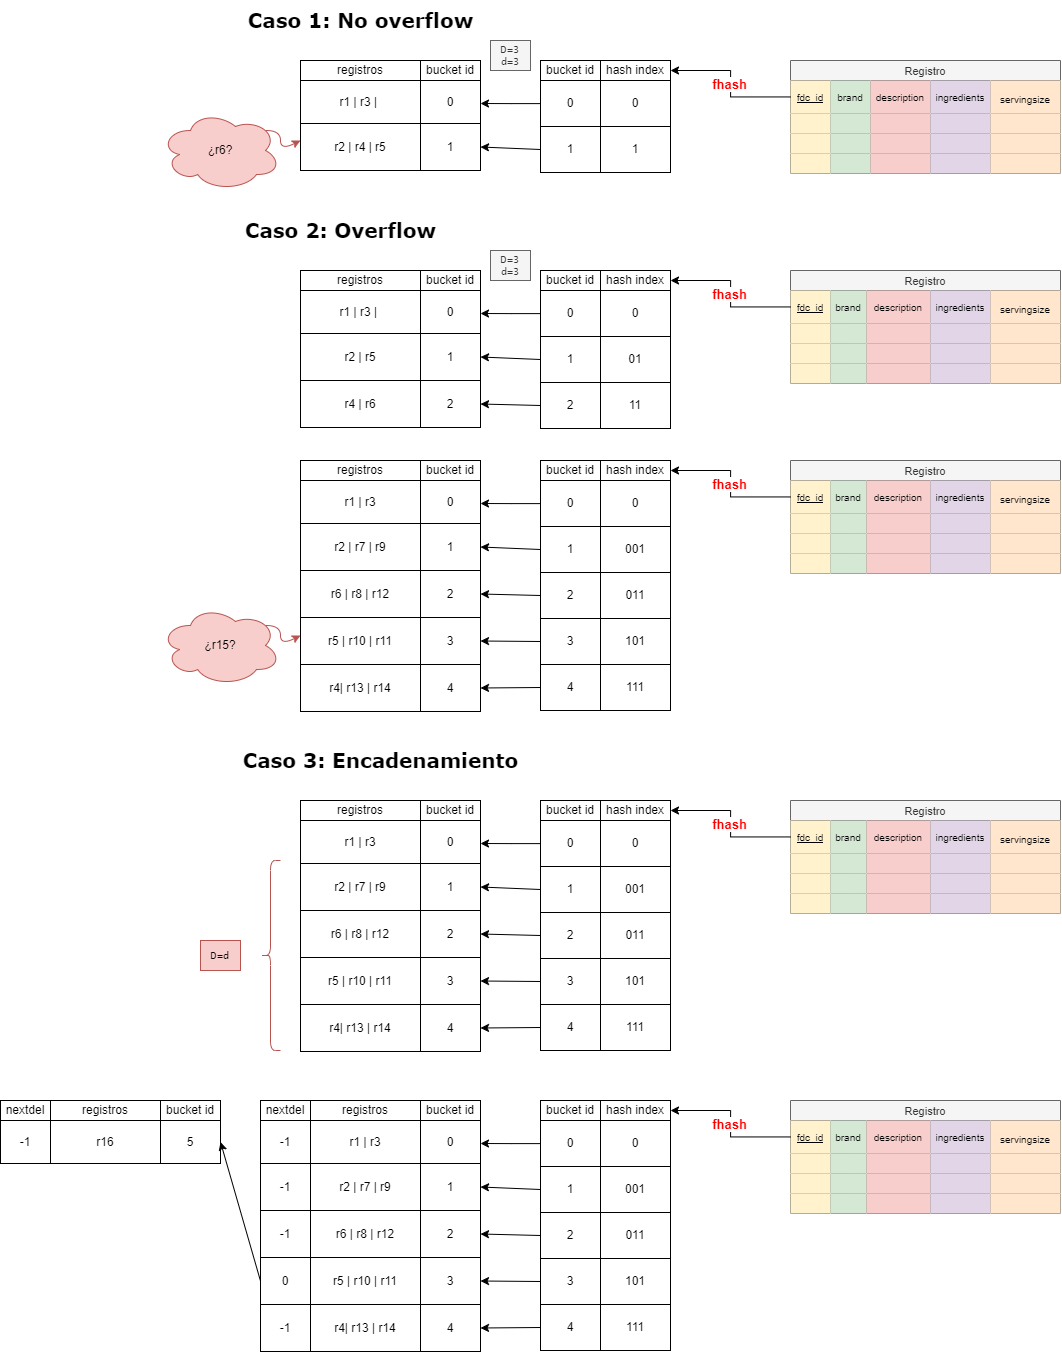 Caso 1: No overflow
D=3
d=3
registros bucket id
bucket id hash index
fhash
Registro
r1 | r3 | 0
0 0
fdc_id brand description ingredients servingsize
¿r6?
r2 | r4 | r5 1
1 1
Caso 2: Overflow
D=3
d=3
registros bucket id
bucket id hash index
fhash
Registro
r1 | r3 | 0
0 0
fdc_id brand description ingredients servingsize
r2 | r5 1
1 01
r4 | r6 2
2 11
registros bucket id
bucket id hash index
fhash
Registro
r1 | r3 0
0 0
fdc_id brand description ingredients servingsize
r2 | r7 | r9 1
1 001
r6 | r8 | r12 2
2 011
¿r15?
r5 | r10 | r11 3
3 101
r4| r13 | r14 4
4 111
Caso 3: Encadenamiento
registros bucket id
bucket id hash index
fhash
Registro
r1 | r3 0
0 0
fdc_id brand description ingredients servingsize
r2 | r7 | r9 1
1 001
r6 | r8 | r12 2
2 011
D=d
r5 | r10 | r11 3
3 101
r4| r13 | r14 4
4 111
nextdel registros bucket id
nextdel registros bucket id
bucket id hash index
fhash
Registro
-1 r16 5
-1 r1 | r3 0
0 0
fdc_id brand description ingredients servingsize
-1 r2 | r7 | r9 1
1 001
-1 r6 | r8 | r12 2
2 011
0 r5 | r10 | r11 3
3 101
-1 r4| r13 | r14 4
4 111